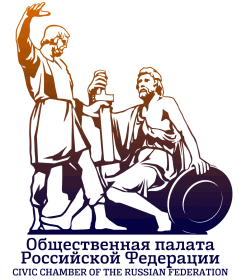 Общественная палата
Российской Федерации
CIVIC CHAMBER OF THE RUSSIAN FEDERATION